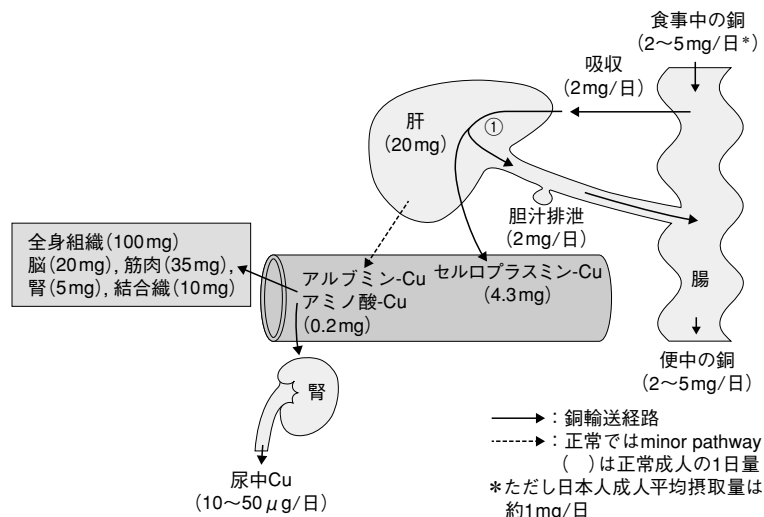 食事中の銅
(2〜5mg/日*)
吸収
(2mg/日)
肝
(20mg)
①
胆汁排泄
(2mg/日)
全身組織(100mg)
脳(20mg), 筋肉(35mg),
腎(5mg), 結合織(10mg)
アルブミン-Cu
アミノ酸-Cu
(0.2mg)
セルロプラスミン-Cu
(4.3mg)
腸
便中の銅
(2〜5mg/日)
腎
尿中Cu
(10〜50μg/日)
:銅輸送経路
:正常ではminor pathway
( )は正常成人の1日量
*ただし日本人成人平均摂取量は
約1mg/日